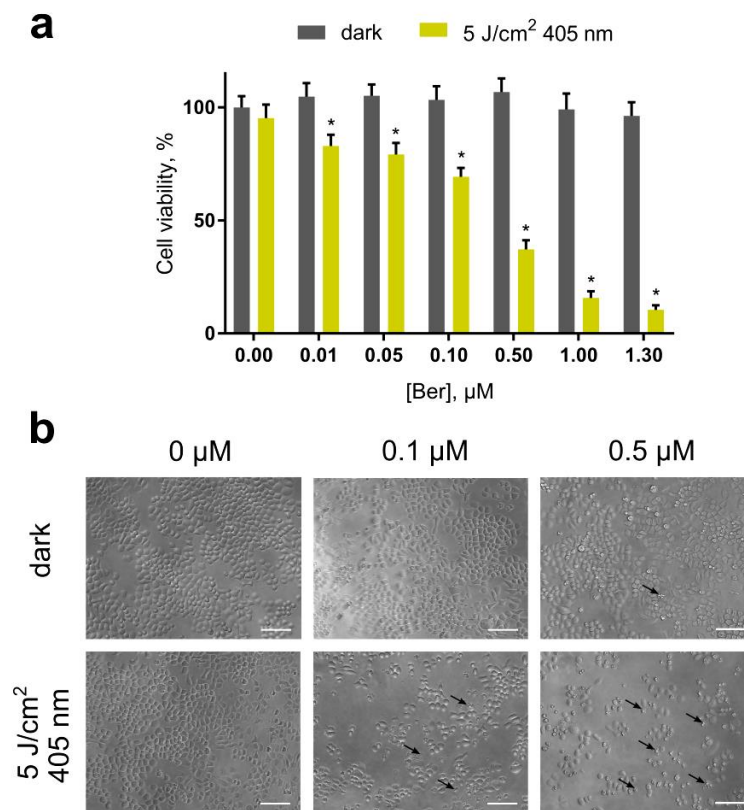 a
dark 5 J/cm² 405 nm
Cell viability, %
100
50
0
* * * * * *
0.00 0.01 0.05 0.10 0.50 1.00 1.30
[Ber], µM
b
0 µM 0.1 µM 0.5 µM
dark
5 J/cm²
405 nm